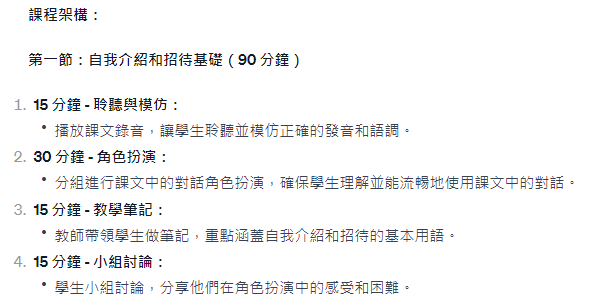 課程架構：
第一節：自我介紹和招待基礎（90 分鐘）
1. 15 分鐘 - 聆聽與模仿：
• 播放課文錄音，讓學生聆聽並模仿正確的發音和語調。
2. 30 分鐘 - 角色扮演：
• 分組進行課文中的對話角色扮演，確保學生理解並能流暢地使用課文中的對話。
3. 15 分鐘 - 教學筆記：
• 教師帶領學生做筆記，重點涵蓋自我介紹和招待的基本用語。
4. 15 分鐘 - 小組討論：
• 學生小組討論，分享他們在角色扮演中的感受和困難。